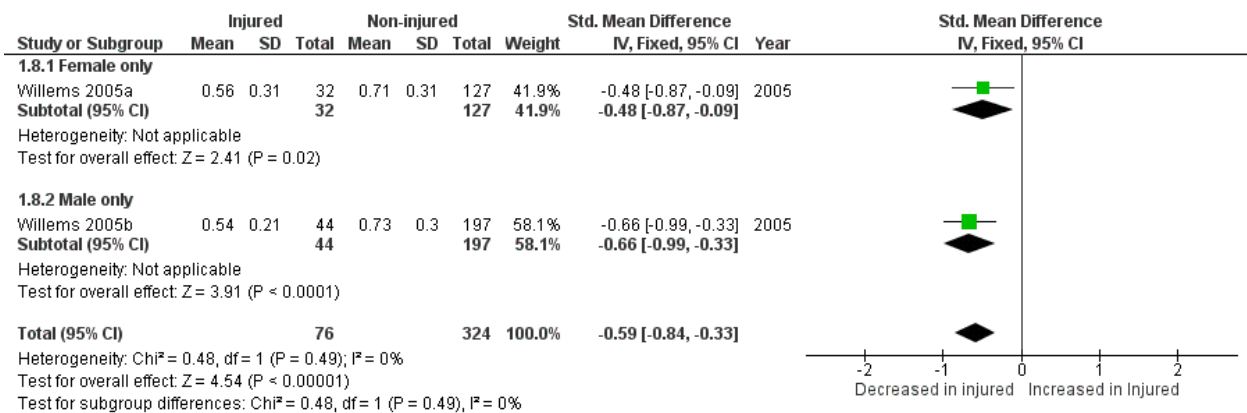 Injured Non-injured Std. Mean Difference Std. Mean Difference
Study or Subgroup Mean SD Total Mean SD Total Weight IV, Fixed, 95% CI Year IV, Fixed, 95% CI
1.8.1 Female only
Willems 2005a 0.56 0.31 32 0.71 0.31 127 41.9% -0.48 [-0.87, -0.09] 2005
Subtotal (95% CI) 32 127 41.9% -0.48 [-0.87, -0.09]
Heterogeneity: Not applicable
Test for overall effect: Z = 2.41 (P = 0.02)
1.8.2 Male only
Willems 2005b 0.54 0.21 44 0.73 0.3 197 58.1% -0.66 [-0.99, -0.33] 2005
Subtotal (95% CI) 44 197 58.1% -0.66 [-0.99, -0.33]
Heterogeneity: Not applicable
Test for overall effect: Z = 3.91 (P < 0.0001)
Total (95% CI) 76 324 100.0% -0.59 [-0.84, -0.33]
Heterogeneity: Chi² = 0.48, df = 1 (P = 0.49); I² = 0%
Test for overall effect: Z = 4.54 (P < 0.00001)
Test for subgroup differences: Chi² = 0.48, df = 1 (P = 0.49), I² = 0%
-2 -1 0 1 2
Decreased in injured Increased in Injured